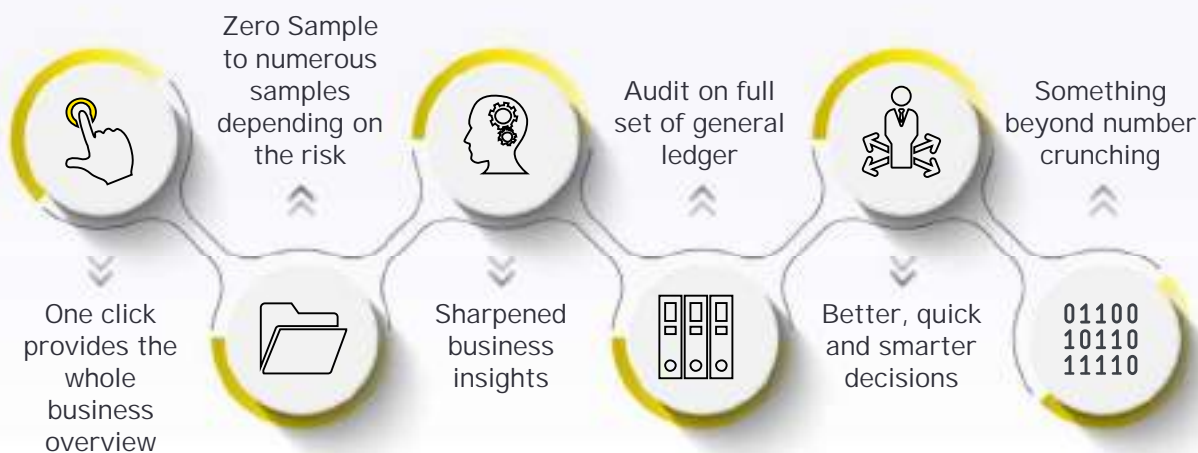 One click
provides the
whole
business
overview
Zero Sample
to numerous
samples
depending on
the risk
Sharpened
business
insights
Audit on full
set of general
ledger
Better, quick
and smarter
decisions
Something
beyond number
crunching
01100
10110
11110